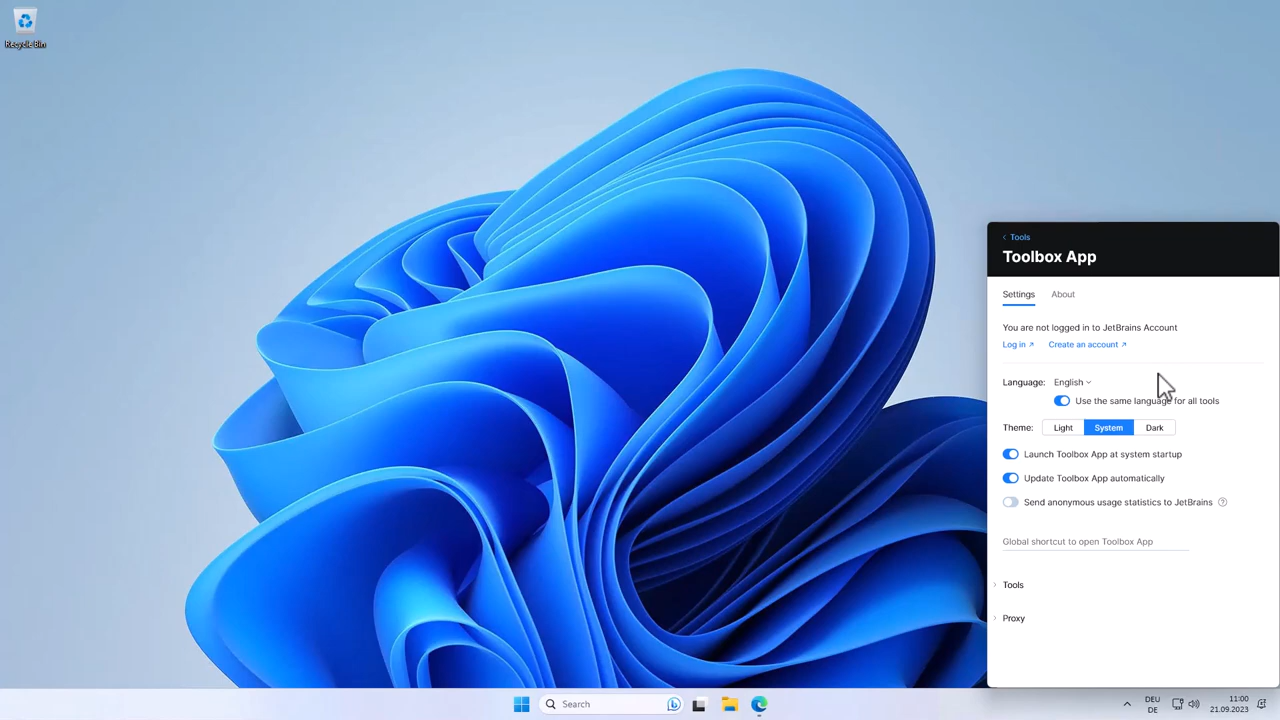 Recycle Bin
Tools
Toolbox App
Settings About
You are not logged in to JetBrains Account
Log in ↗ Create an account ↗
Language: English
Use the same language for all tools
Theme: Light System Dark
Launch Toolbox App at system startup
Update Toolbox App automatically
Send anonymous usage statistics to JetBrains ?
Global shortcut to open Toolbox App
Tools
Proxy
Search
DEU
DE
11:00
21.09.2023